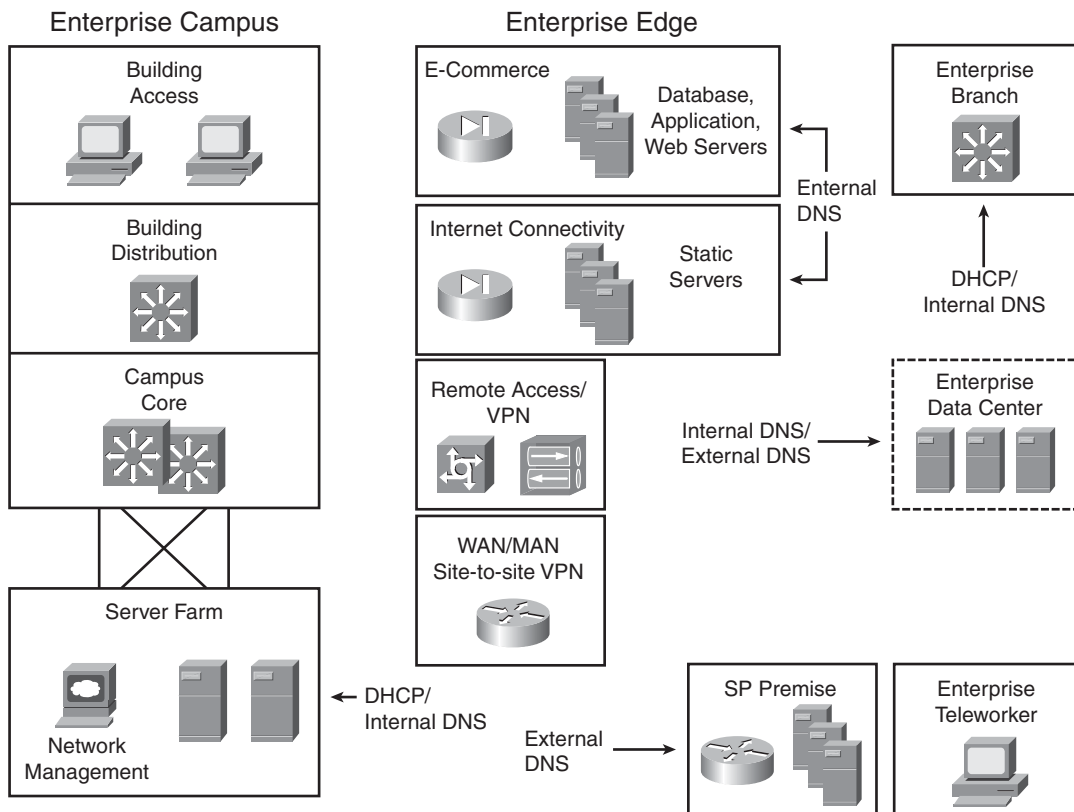 Enterprise Campus
Building
Access
Building
Distribution
Campus
Core
Server Farm
Network
Management
DHCP/
Internal DNS
Enterprise Edge
E-Commerce
Database,
Application,
Web Servers
Internet Connectivity
Static
Servers
Enternal
DNS
Remote Access/
VPN
WAN/MAN
Site-to-site VPN
Enterprise
Branch
DHCP/
Internal DNS
Internal DNS/
External DNS
Enterprise
Data Center
External
DNS
SP Premise
Enterprise
Teleworker